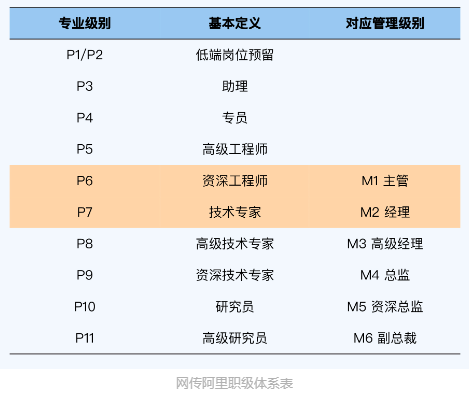 专业级别 基本定义 对应管理级别
P1/P2 低端岗位预留
P3 助理
P4 专员
P5 高级工程师
P6 资深工程师 M1 主管
P7 技术专家 M2 经理
P8 高级技术专家 M3 高级经理
P9 资深技术专家 M4 总监
P10 研究员 M5 资深总监
P11 高级研究员 M6 副总裁
网传阿里职级体系表